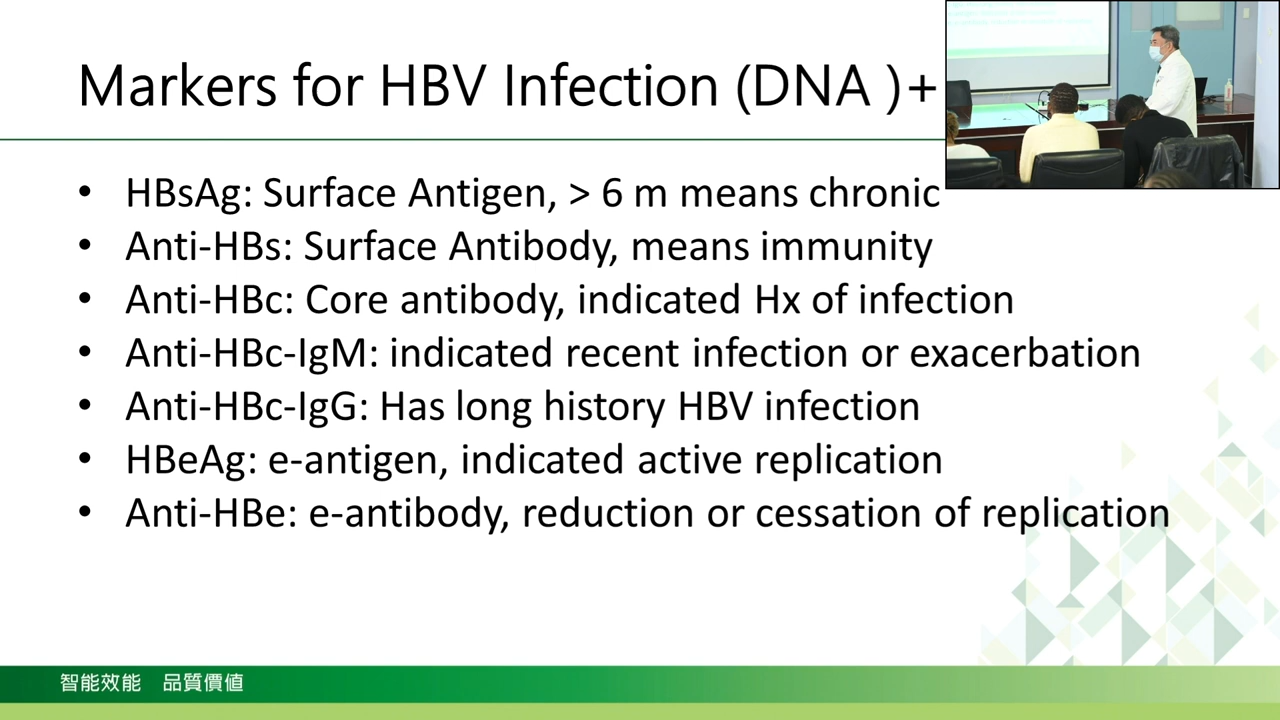 Markers for HBV Infection (DNA )+
• HBsAg: Surface Antigen, > 6 m means chronic
• Anti-HBs: Surface Antibody, means immunity
• Anti-HBc: Core antibody, indicated Hx of infection
• Anti-HBc-IgM: indicated recent infection or exacerbation
• Anti-HBc-IgG: Has long history HBV infection
• HBeAg: e-antigen, indicated active replication
• Anti-HBe: e-antibody, reduction or cessation of replication
智能效能 品質價值